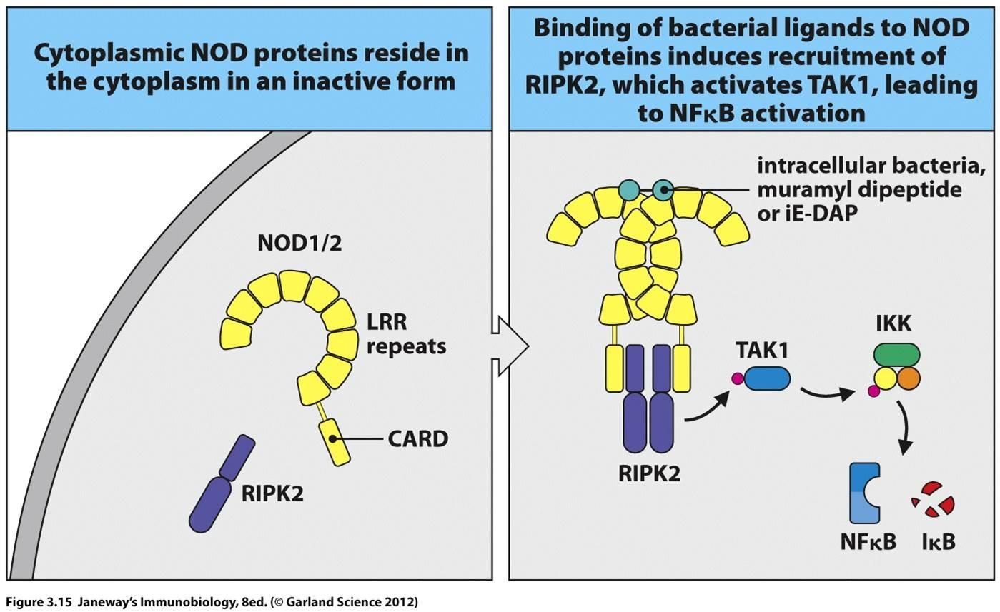 Cytoplasmic NOD proteins reside in
the cytoplasm in an inactive form
Binding of bacterial ligands to NOD
proteins induces recruitment of
RIPK2, which activates TAK1, leading
to NFκB activation
NOD1/2
LRR
repeats
CARD
RIPK2
intracellular bacteria,
muramyl dipeptide
or iE-DAP
TAK1
IKK
RIPK2
NFκB
IκB
Figure 3.15 Janeway’s Immunobiology, 8ed. (© Garland Science 2012)